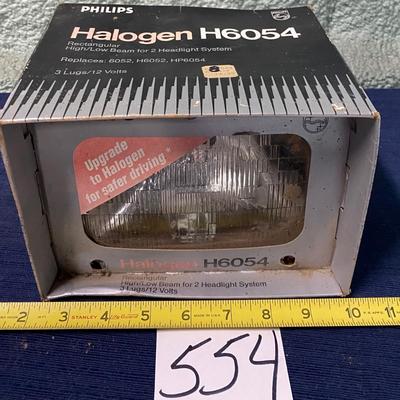 PHILIPS
Halogen H6054
Rectangular
High/Low Beam for 2 Headlight System
Replaces: 6052, H6052, HP6054
3 Lugs/12 Volts
Upgrade
to Halogen
for safer driving*
Halogen H6054
Rectangular
High/Low Beam for 2 Headlight System
3 Lugs/12 Volts
2 3 4 5 6 7 8 9 10 11
554